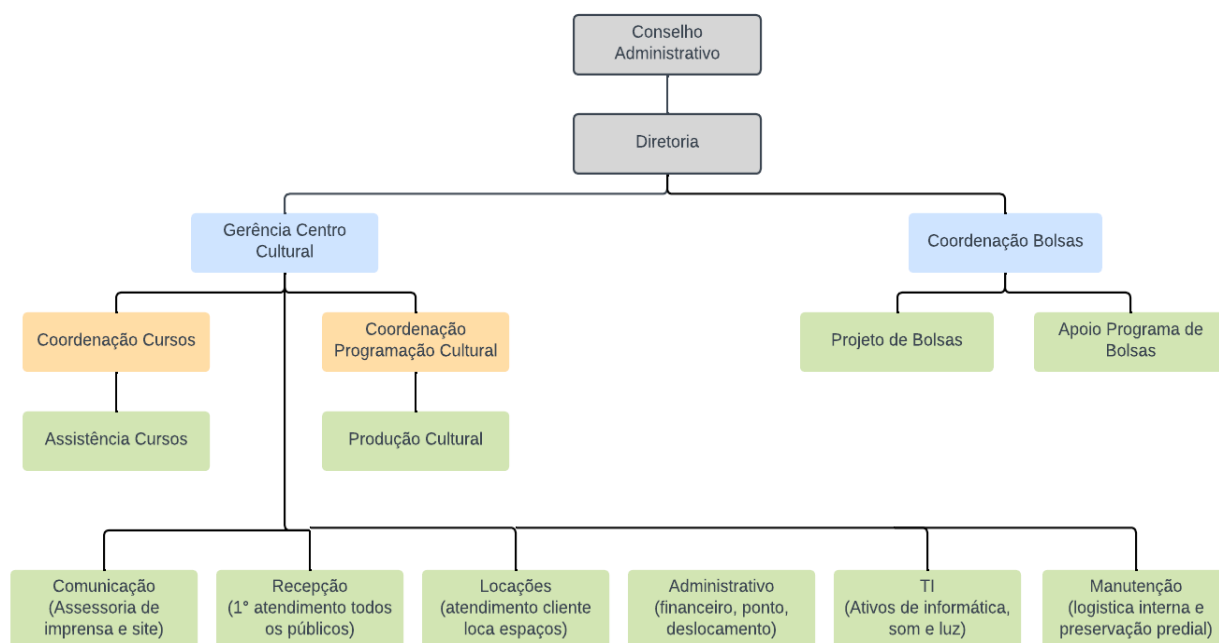 Conselho
Administrativo
Diretoria
Gerência Centro
Cultural
Coordenação Bolsas
Coordenação Cursos
Coordenação
Programação Cultural
Projeto de Bolsas
Apoio Programa de
Bolsas
Assistência Cursos
Produção Cultural
Comunicação
(Assessoria de
imprensa e site)
Recepção
(1° atendimento todos
os públicos)
Locações
(atendimento cliente
loca espaços)
Administrativo
(financeiro, ponto,
deslocamento)
TI
(Ativos de informática,
som e luz)
Manutenção
(logistica interna e
preservação predial)